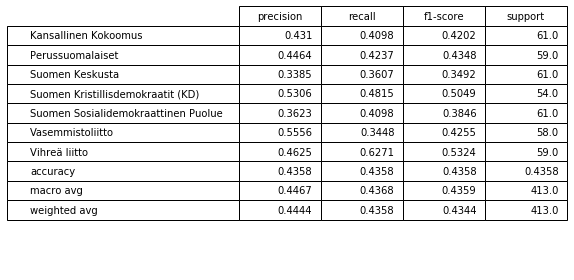 precision recall f1-score support
Kansallinen Kokoomus 0.431 0.4098 0.4202 61.0
Perussuomalaiset 0.4464 0.4237 0.4348 59.0
Suomen Keskusta 0.3385 0.3607 0.3492 61.0
Suomen Kristillisdemokraatit (KD) 0.5306 0.4815 0.5049 54.0
Suomen Sosialidemokraattinen Puolue 0.3623 0.4098 0.3846 61.0
Vasemmistoliitto 0.5556 0.3448 0.4255 58.0
Vihreä liitto 0.4625 0.6271 0.5324 59.0
accuracy 0.4358 0.4358 0.4358 0.4358
macro avg 0.4467 0.4368 0.4359 413.0
weighted avg 0.4444 0.4358 0.4344 413.0